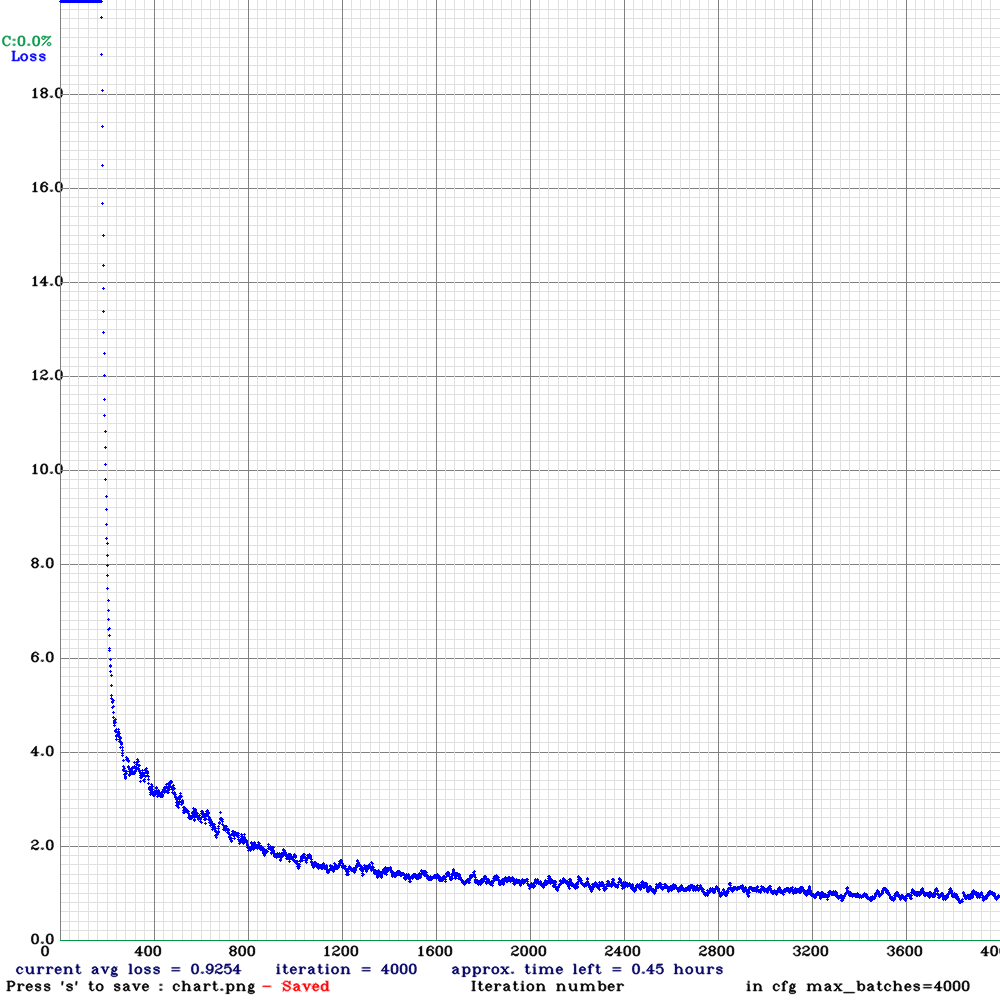 C:0.0%
Loss
18.0
16.0
14.0
12.0
10.0
8.0
6.0
4.0
2.0
0.0
0 400 800 1200 1600 2000 2400 2800 3200 3600 400
current avg loss = 0.9254 iteration = 4000 approx. time left = 0.45 hours
Press 's' to save : chart.png - Saved Iteration number in cfg max_batches=4000